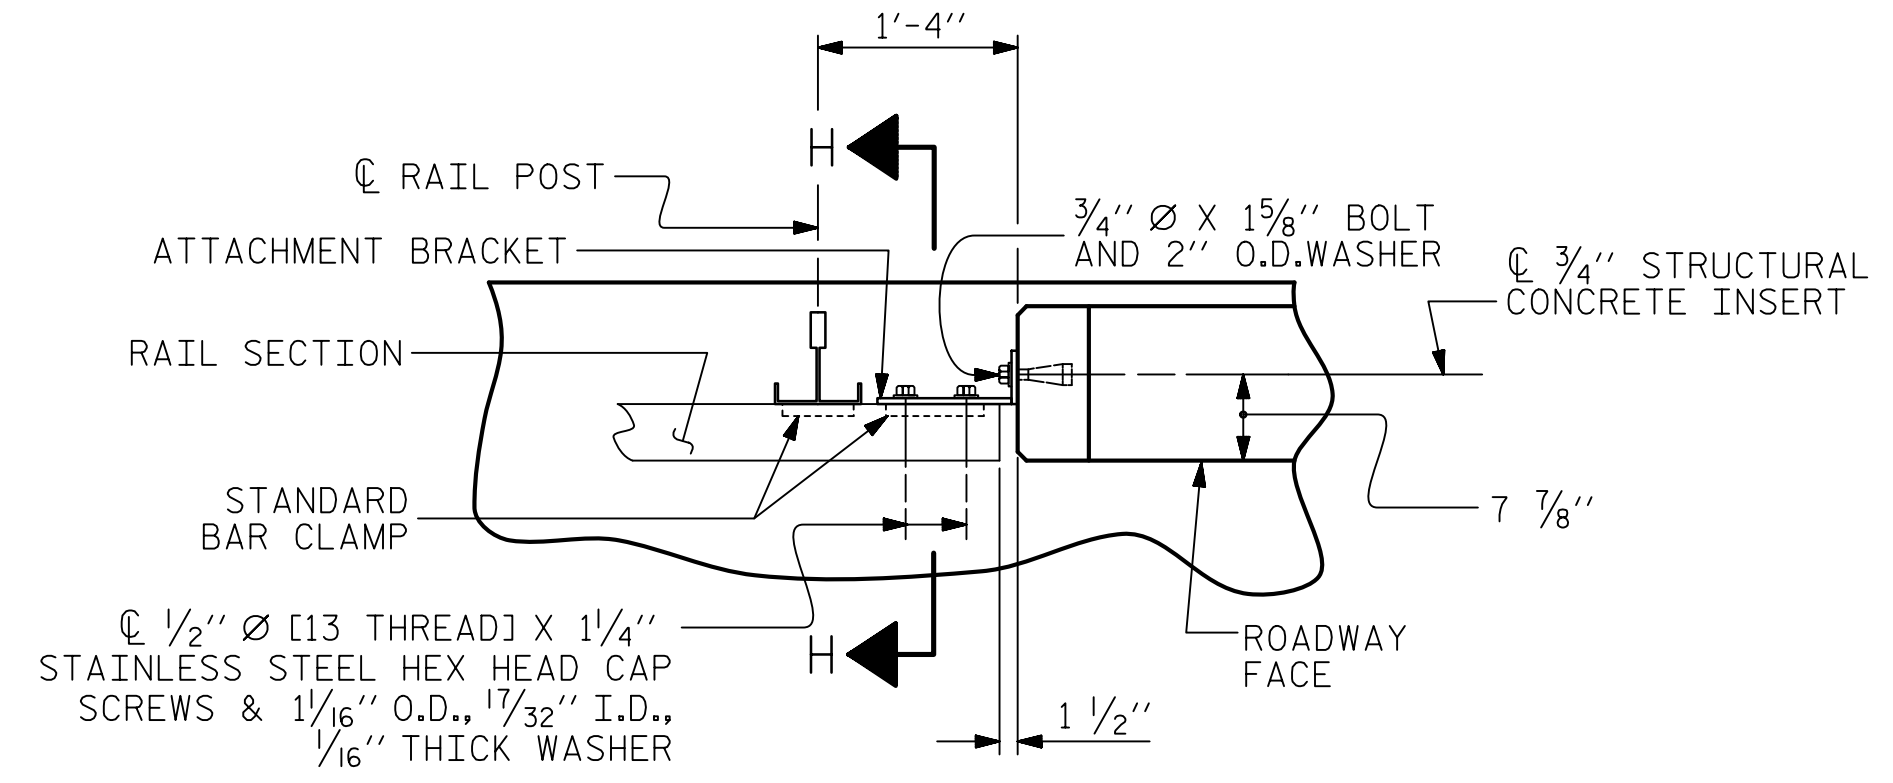 1'-4"
H
℄ RAIL POST
ATTACHMENT BRACKET
3/4" Ø X 1 5/8" BOLT
AND 2" O.D.WASHER
℄ 3/4" STRUCTURAL
CONCRETE INSERT
RAIL SECTION
STANDARD
BAR CLAMP
7 7/8"
℄ 1/2" Ø [13 THREAD] X 1 1/4"
STAINLESS STEEL HEX HEAD CAP
SCREWS & 1 1/16" O.D., 17/32" I.D.,
1/16" THICK WASHER
H
ROADWAY
FACE
1 1/2"